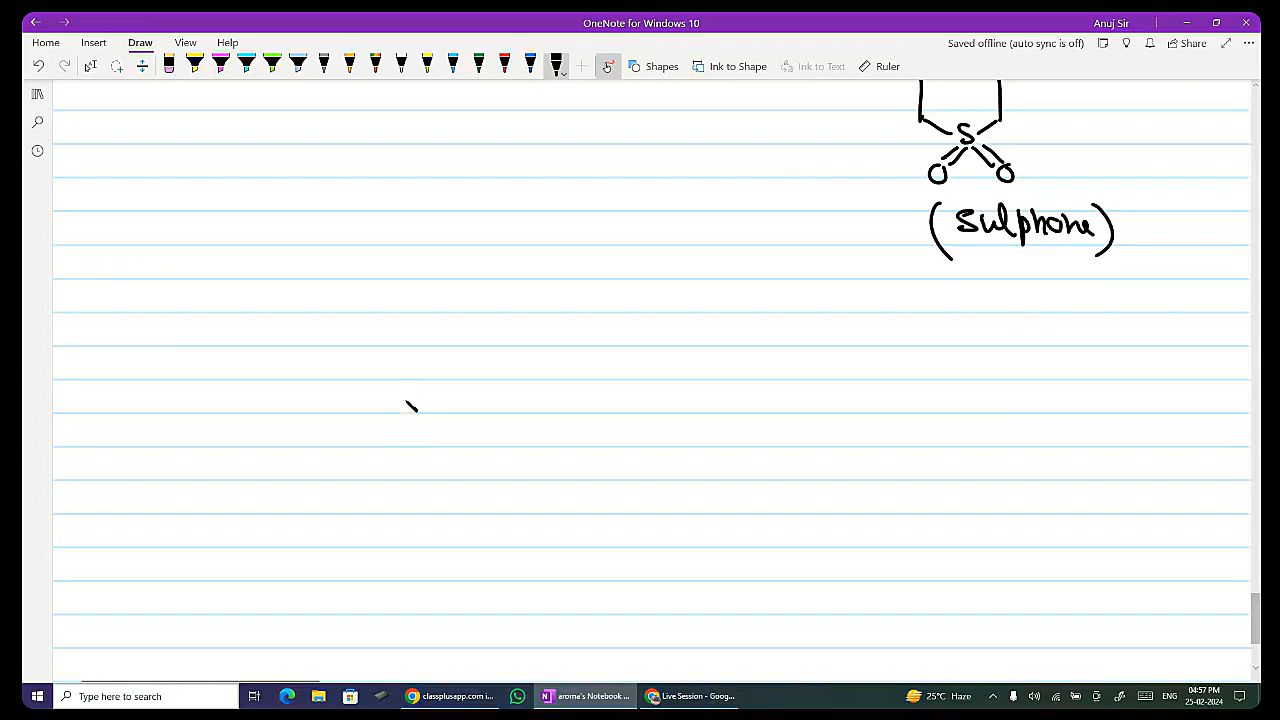 OneNote for Windows 10
Anuj Sir
Home Insert Draw View Help
Saved offline (auto sync is off)
Share
Shapes
Ink to Shape
Ink to Text
Ruler
S
O O
(Sulphone)
Type here to search
classplusapp.com i...
aroma's Notebook ...
Live Session - Goog...
25°C Haze
ENG
04:57 PM
25-02-2024